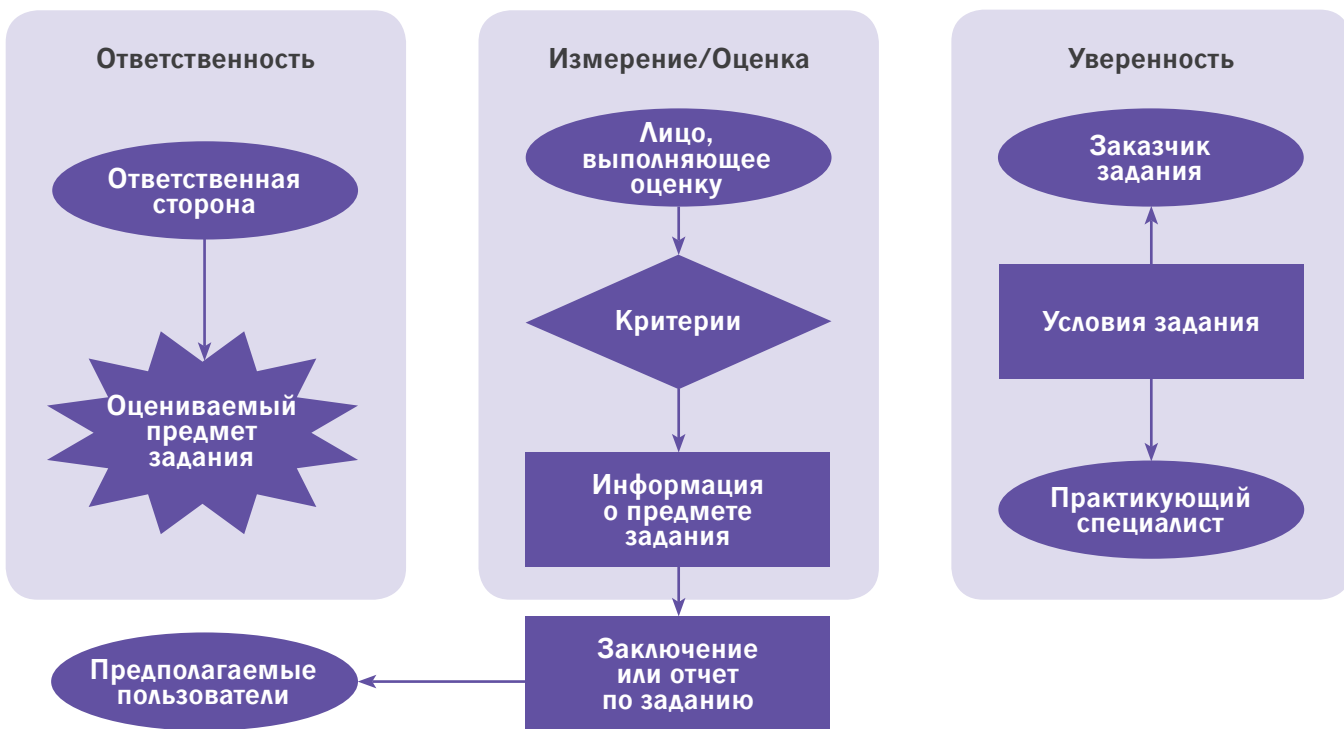 Ответственность
Ответственная
сторона
Оцениваемый
предмет
задания
Измерение/Оценка
Лицо,
выполняющее
оценку
Критерии
Информация
о предмете
задания
Уверенность
Заказчик
задания
Условия задания
Практикующий
специалист
Заключение
или отчет
по заданию
Предполагаемые
пользователи